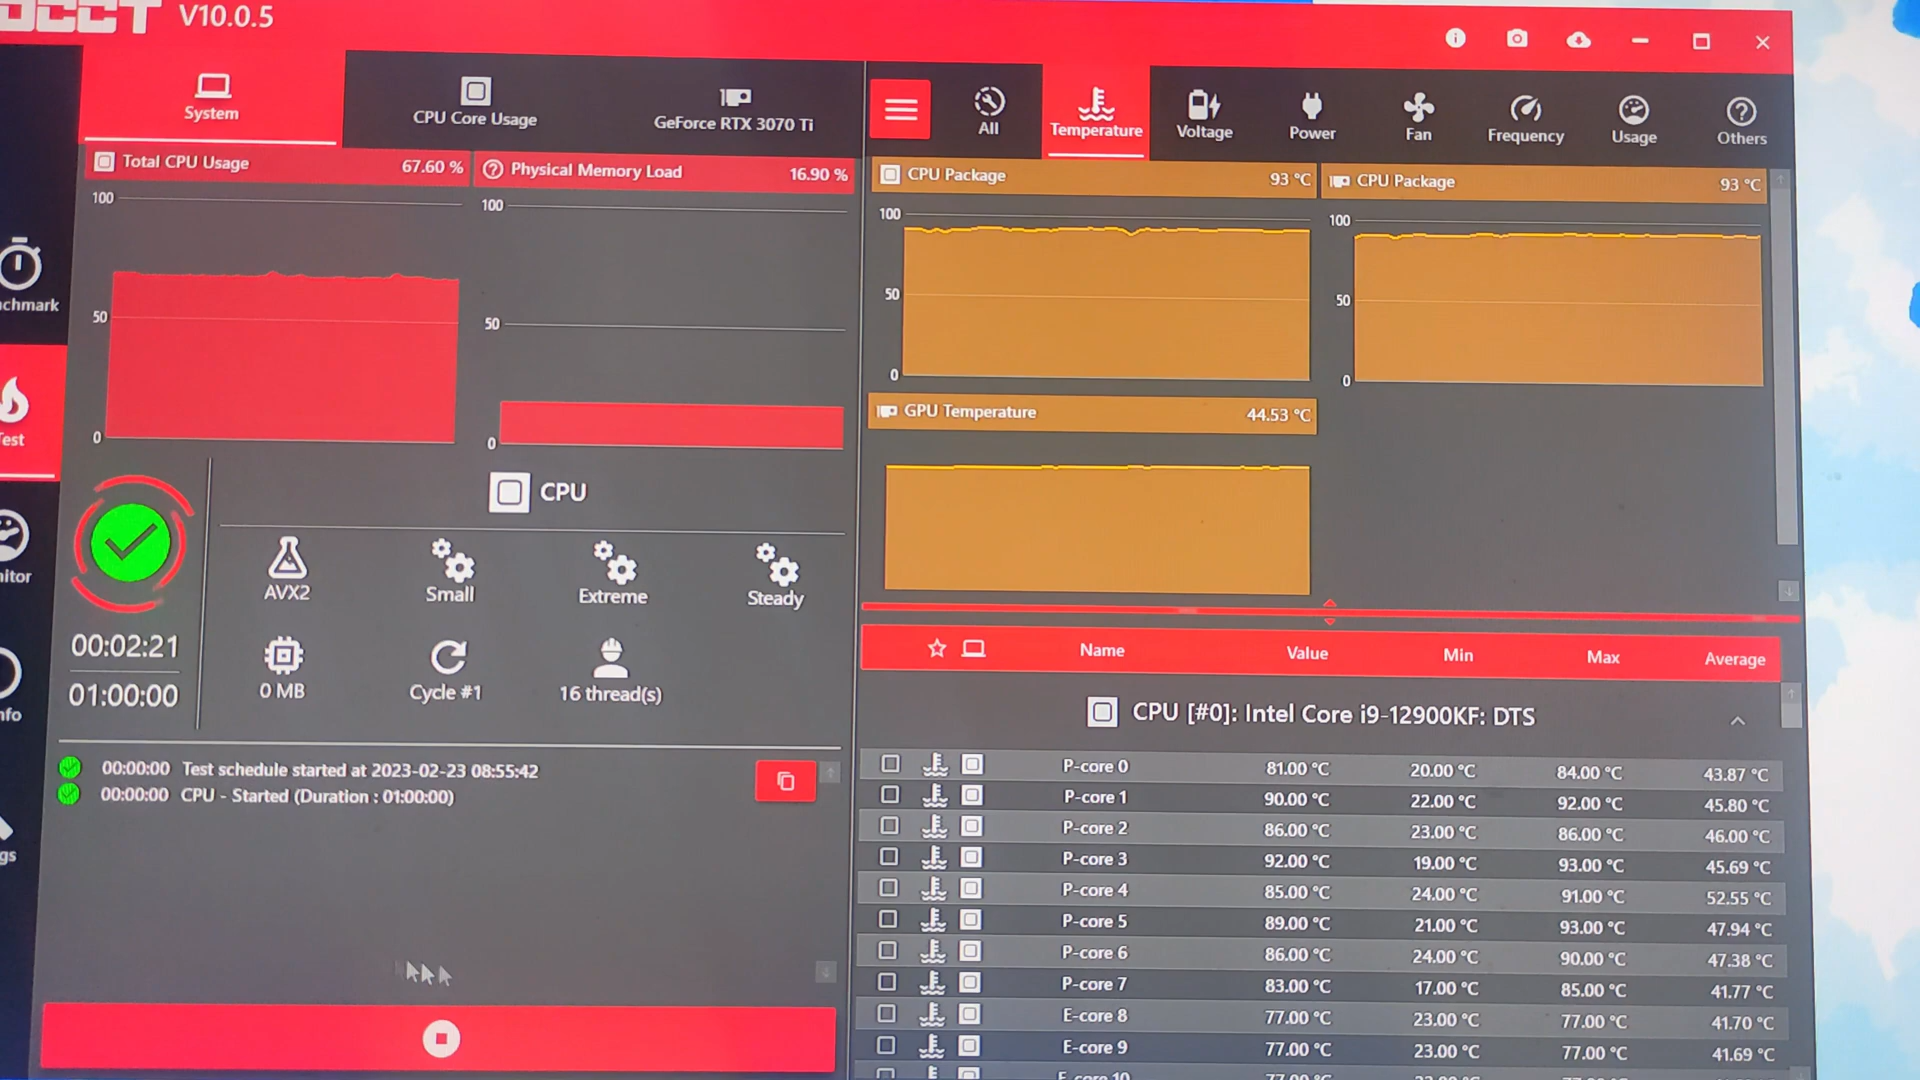 OCCT V10.0.5
System
CPU Core Usage
GeForce RTX 3070 Ti
All
Temperature
Voltage
Power
Fan
Frequency
Usage
Others
Total CPU Usage 67.60 %
Physical Memory Load 16.90 %
CPU Package 93 °C
CPU Package 93 °C
100
50
0
100
50
0
100
50
0
100
50
0
GPU Temperature 44.53 °C
chmark
Test
itor
nfo
gs
CPU
AVX2
Small
Extreme
Steady
00:02:21
01:00:00
0 MB
Cycle #1
16 thread(s)
00:00:00 Test schedule started at 2023-02-23 08:55:42
00:00:00 CPU - Started (Duration : 01:00:00)
Name Value Min Max Average
CPU [#0]: Intel Core i9-12900KF: DTS
P-core 0 81.00 °C 20.00 °C 84.00 °C 43.87 °C
P-core 1 90.00 °C 22.00 °C 92.00 °C 45.80 °C
P-core 2 86.00 °C 23.00 °C 86.00 °C 46.00 °C
P-core 3 92.00 °C 19.00 °C 93.00 °C 45.69 °C
P-core 4 85.00 °C 24.00 °C 91.00 °C 52.55 °C
P-core 5 89.00 °C 21.00 °C 93.00 °C 47.94 °C
P-core 6 86.00 °C 24.00 °C 90.00 °C 47.38 °C
P-core 7 83.00 °C 17.00 °C 85.00 °C 41.77 °C
E-core 8 77.00 °C 23.00 °C 77.00 °C 41.70 °C
E-core 9 77.00 °C 23.00 °C 77.00 °C 41.69 °C
E-core 10